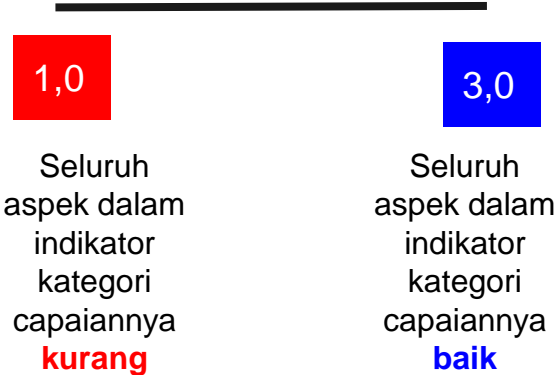 1,0
Seluruh
aspek dalam
indikator
kategori
capaiannya
kurang
3,0
Seluruh
aspek dalam
indikator
kategori
capaiannya
baik